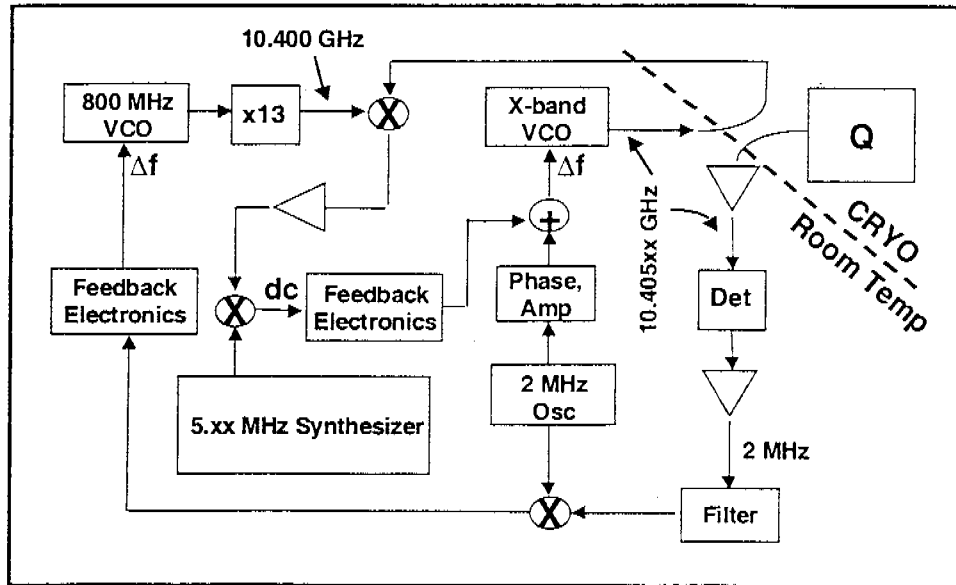 10.400 GHz
800 MHz
VCO
x13
X
X-band
VCO
Q
Δf
Δf
CRYO
Room Temp
10.405xx GHz
+
Feedback
Electronics
X
dc
Feedback
Electronics
Phase,
Amp
Det
5.xx MHz Synthesizer
2 MHz
Osc
2 MHz
X
Filter